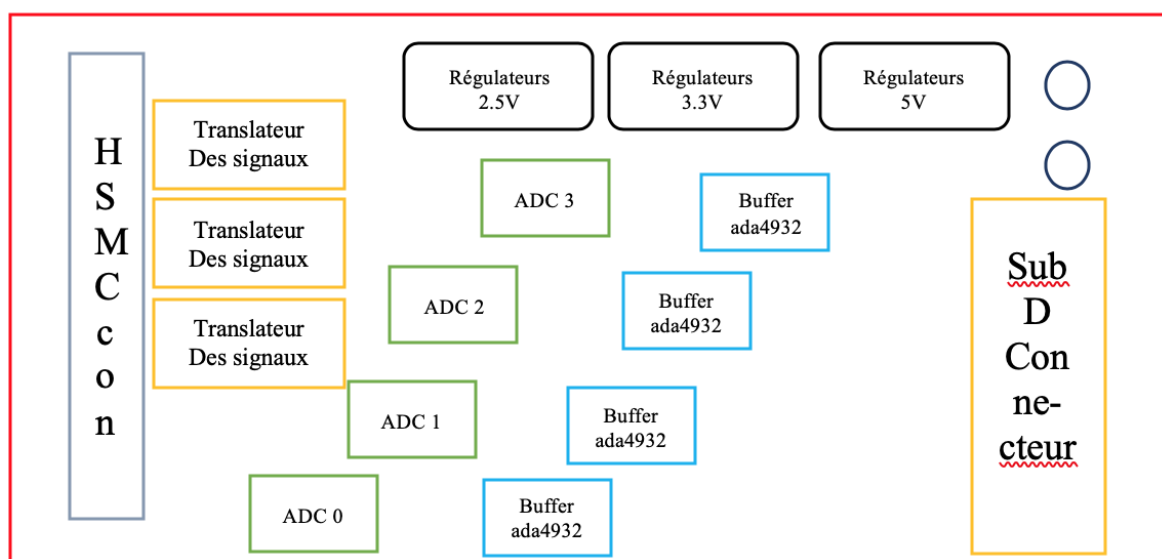 H
S
M
C
c
o
n
Translateur
Des signaux
Translateur
Des signaux
Translateur
Des signaux
Régulateurs
2.5V
Régulateurs
3.3V
Régulateurs
5V
ADC 3
Buffer
ada4932
ADC 2
Buffer
ada4932
ADC 1
Buffer
ada4932
ADC 0
Buffer
ada4932
Sub
D
Con
ne-
cteur